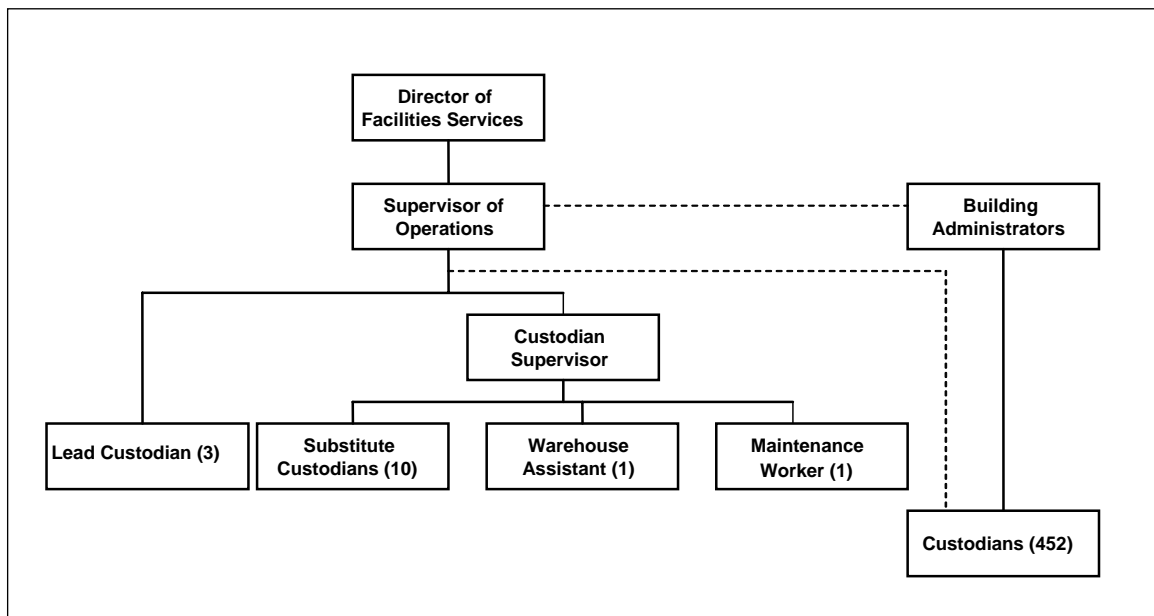 Director of
Facilities Services
Supervisor of
Operations
Building
Administrators
Custodian
Supervisor
Lead Custodian (3)
Substitute
Custodians (10)
Warehouse
Assistant (1)
Maintenance
Worker (1)
Custodians (452)